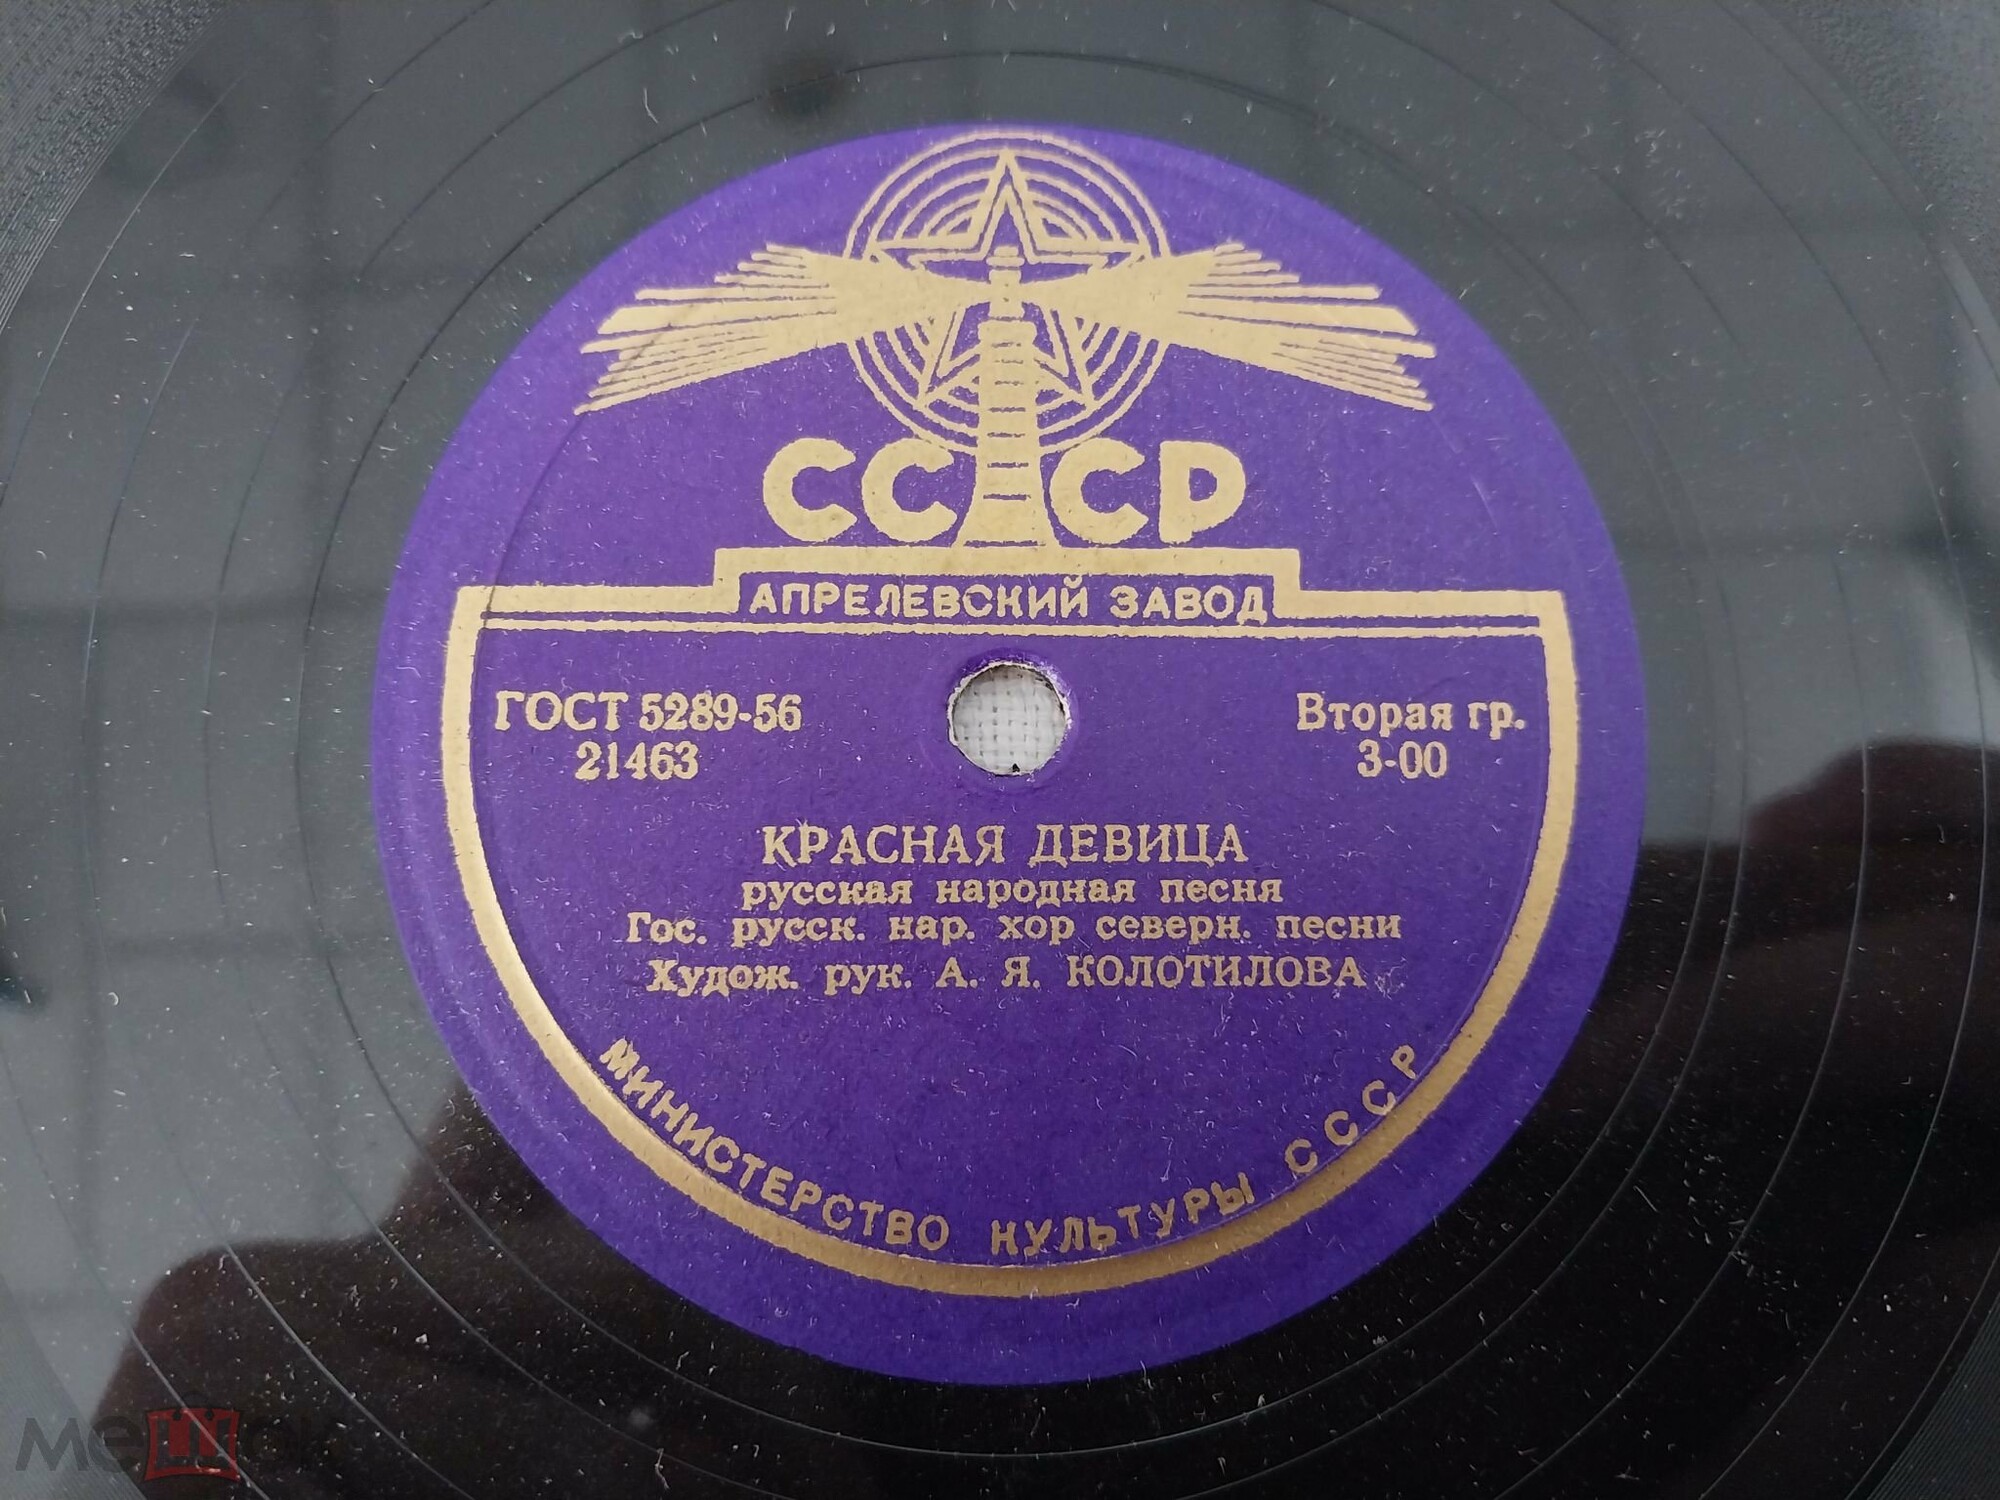 СССР
АПРЕЛЕВСКИЙ ЗАВОД
ГОСТ 5289-56
21463
Вторая гр.
3-00
КРАСНАЯ ДЕВИЦА
русская народная песня
Гос. русск. нар. хор северн. песни
Худож. рук. А. Я. КОЛОТИЛОВА
МИНИСТЕРСТВО КУЛЬТУРЫ СССР
мешок